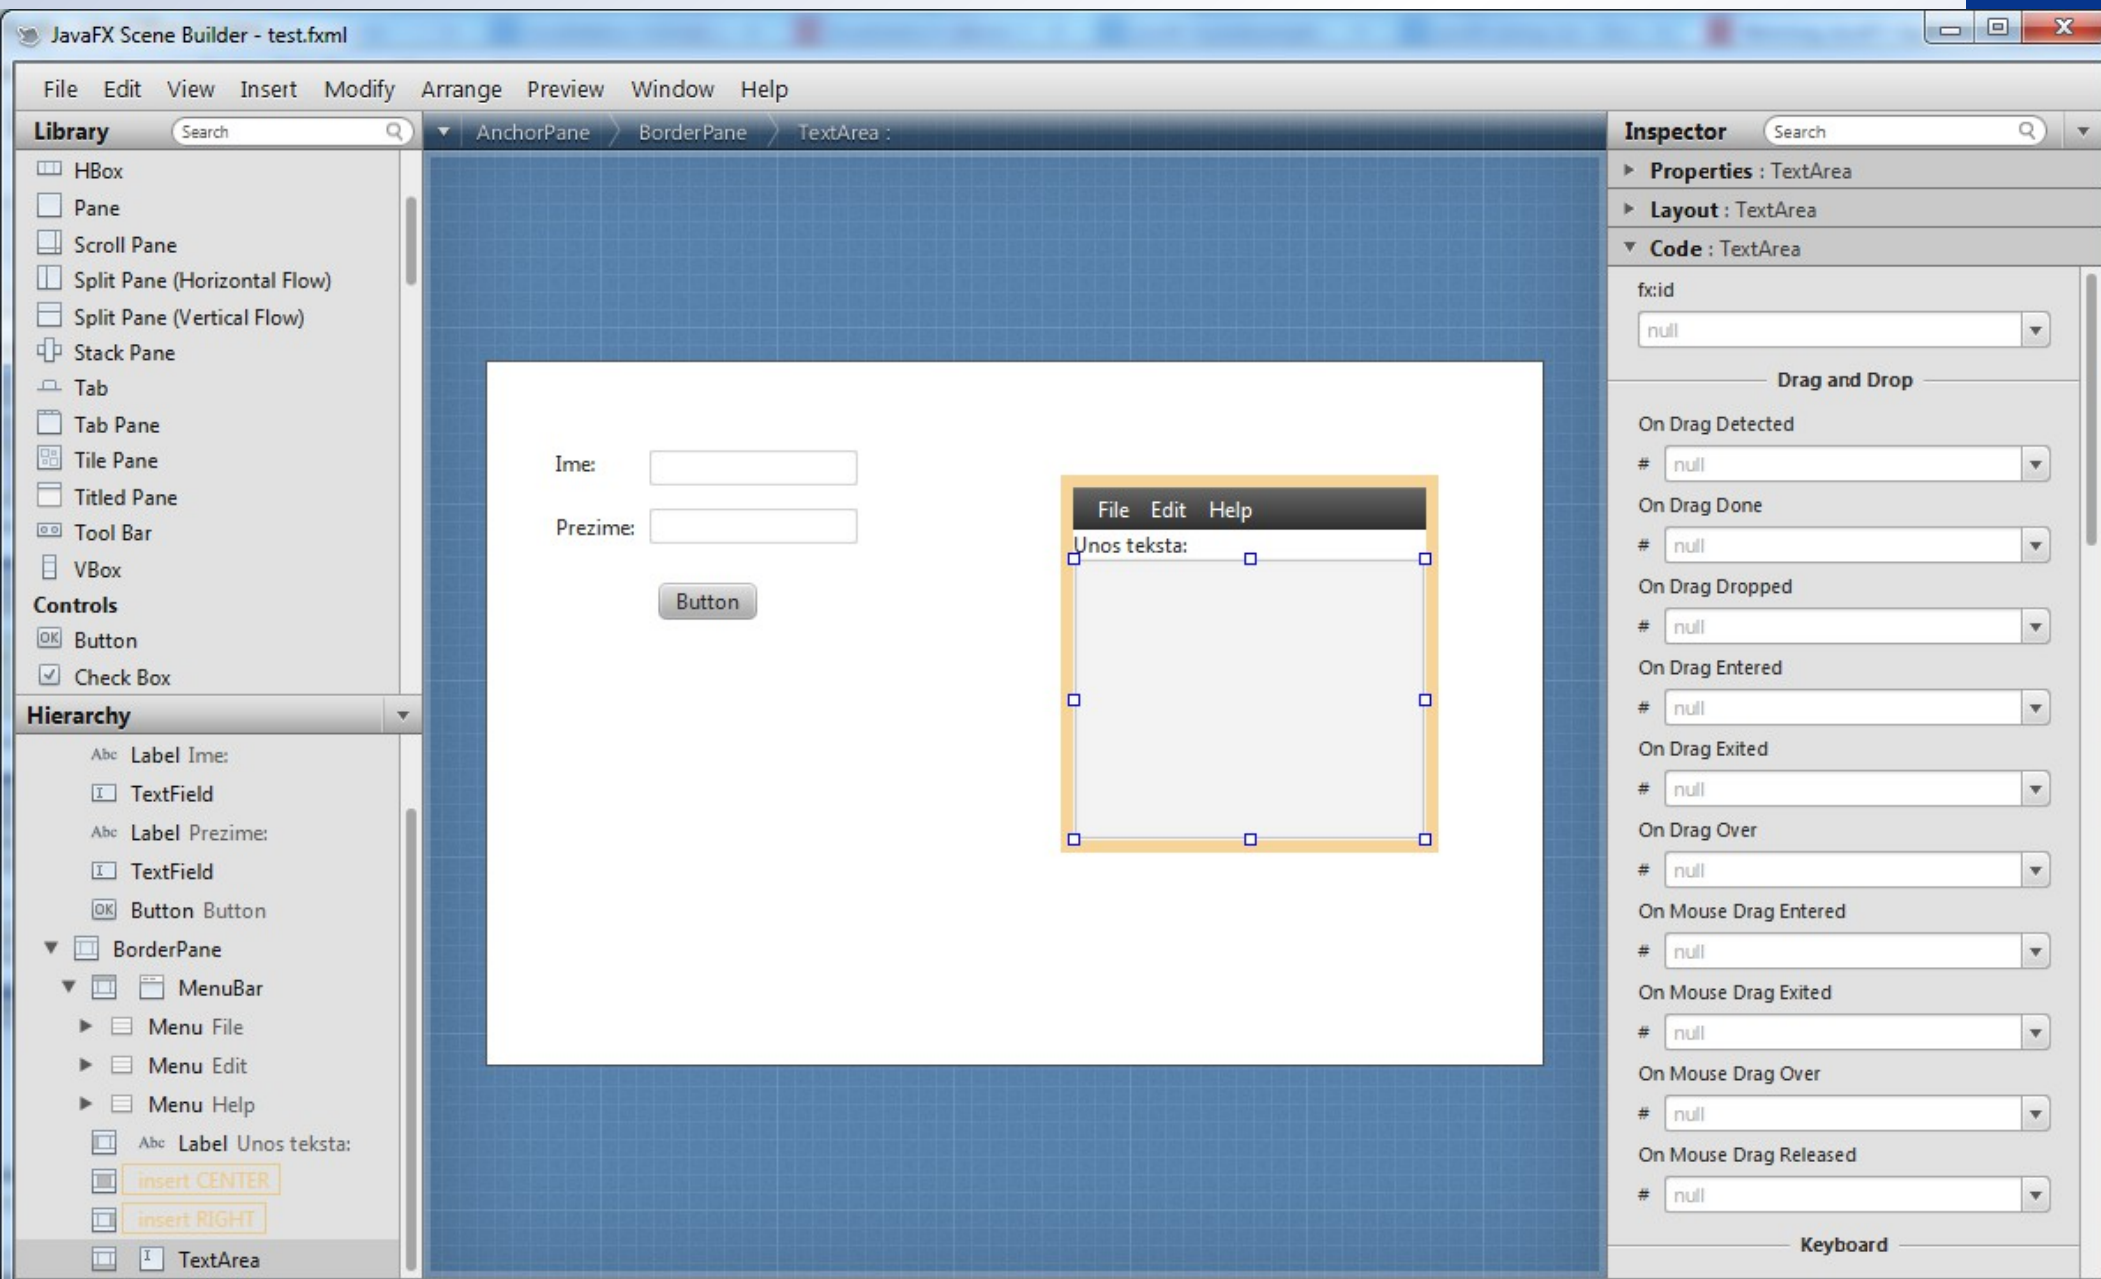 JavaFX Scene Builder - test.fxml
File Edit View Insert Modify Arrange Preview Window Help
Library Search
HBox
Pane
Scroll Pane
Split Pane (Horizontal Flow)
Split Pane (Vertical Flow)
Stack Pane
Tab
Tab Pane
Tile Pane
Titled Pane
Tool Bar
VBox
Controls
OK Button
Check Box
Hierarchy
Abc Label Ime:
TextField
Abc Label Prezime:
TextField
OK Button Button
BorderPane
MenuBar
Menu File
Menu Edit
Menu Help
Abc Label Unos teksta:
insert CENTER
insert RIGHT
TextArea
AnchorPane BorderPane TextArea :
Ime:
Prezime:
Button
File Edit Help
Unos teksta:
Inspector Search
Properties : TextArea
Layout : TextArea
Code : TextArea
fx:id
null
Drag and Drop
On Drag Detected
# null
On Drag Done
# null
On Drag Dropped
# null
On Drag Entered
# null
On Drag Exited
# null
On Drag Over
# null
On Mouse Drag Entered
# null
On Mouse Drag Exited
# null
On Mouse Drag Over
# null
On Mouse Drag Released
# null
Keyboard